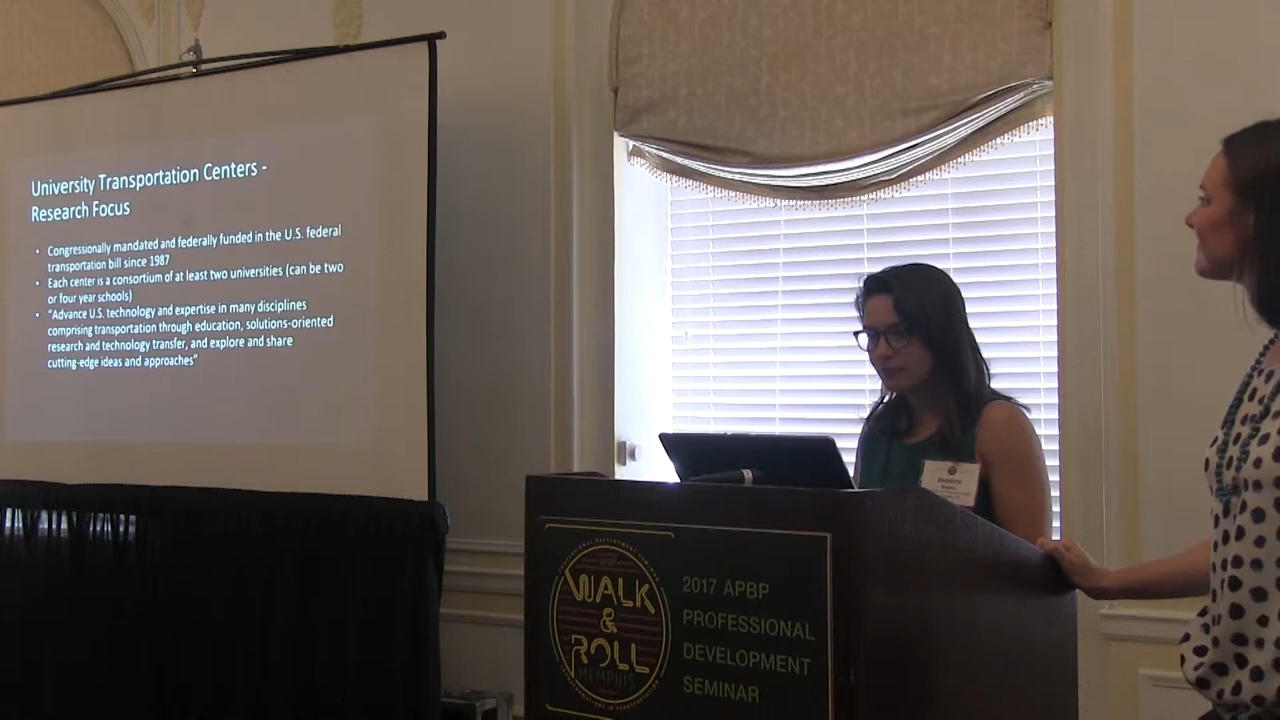 University Transportation Centers -
Research Focus
• Congressionally mandated and federally funded in the U.S. federal
transportation bill since 1987
• Each center is a consortium of at least two universities (can be two
or four year schools)
• “Advance U.S. technology and expertise in many disciplines
comprising transportation through education, solutions-oriented
research and technology transfer, and explore and share
cutting-edge ideas and approaches”
WALK
&
ROLL
MEMPHIS
2017 APBP
PROFESSIONAL
DEVELOPMENT
SEMINAR